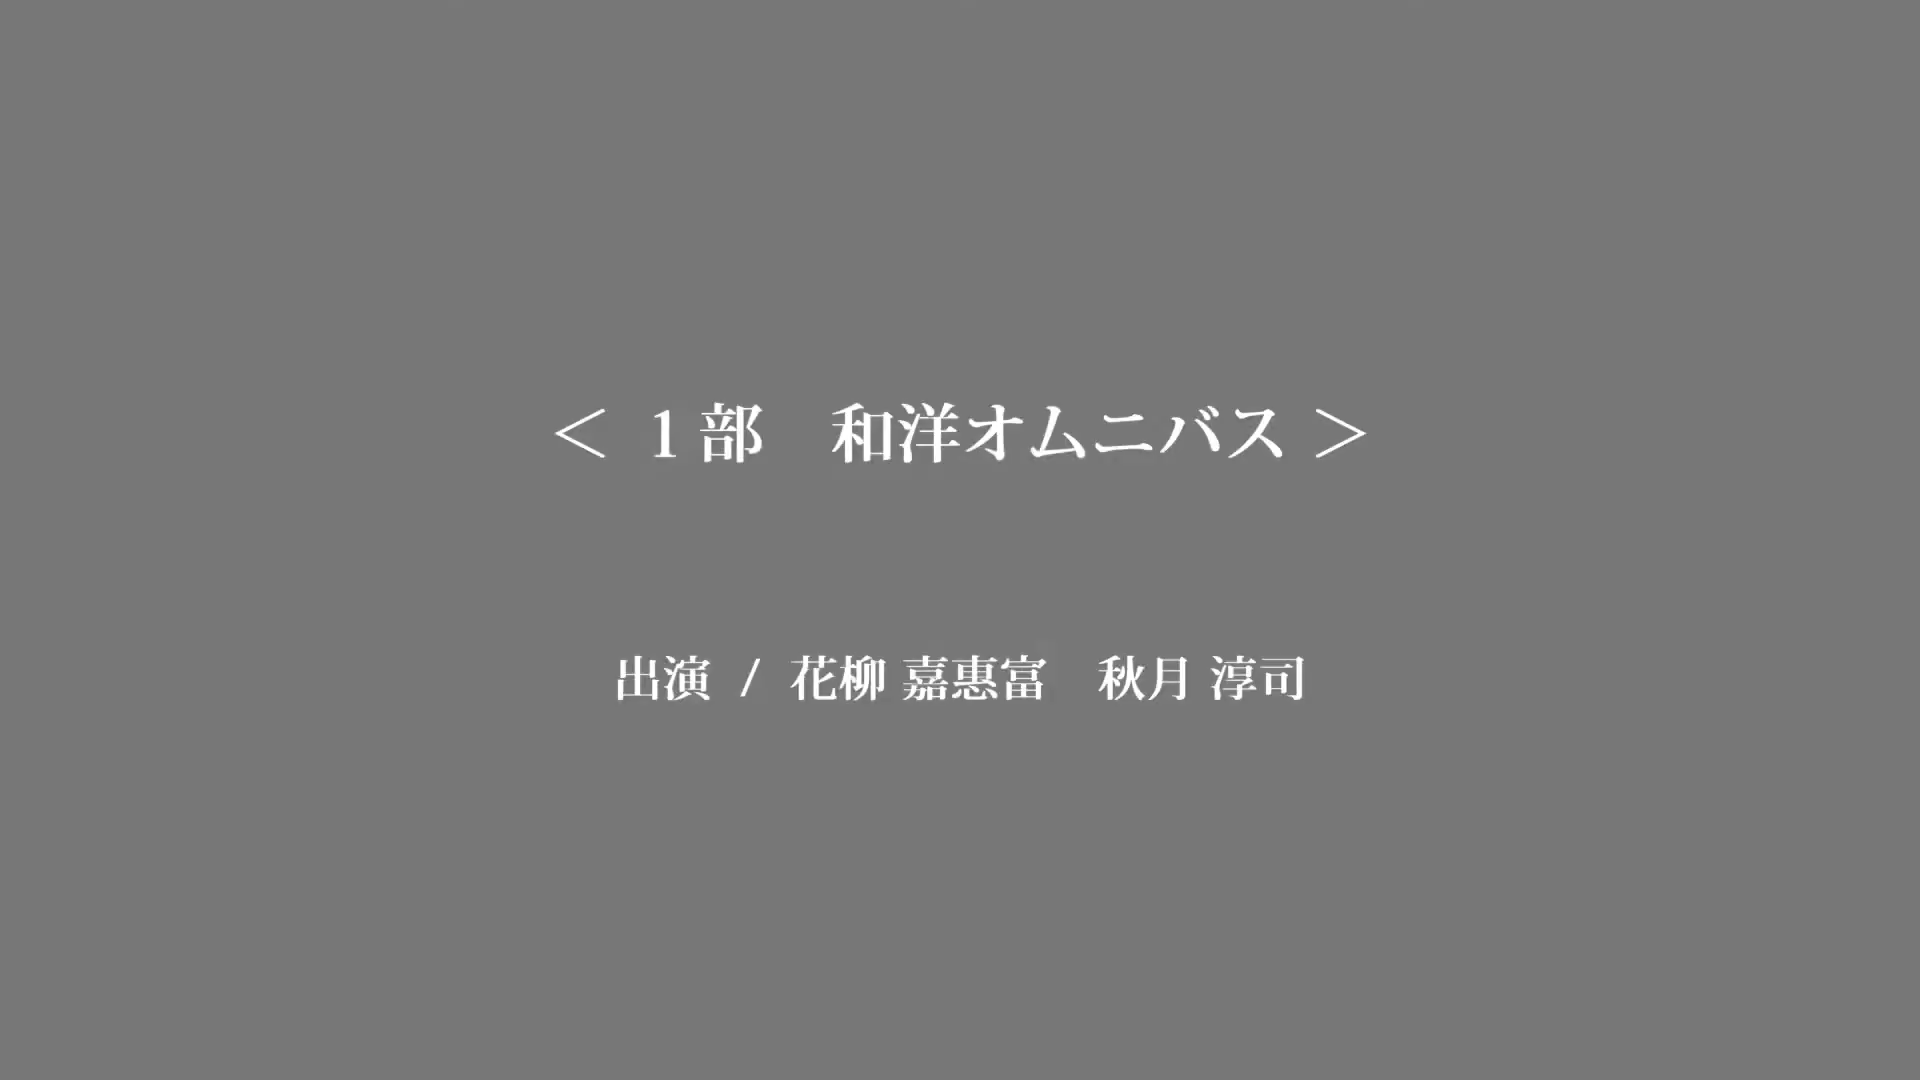 ＜ 1部　和洋オムニバス ＞
出演 / 花柳 嘉惠富　秋月 淳司